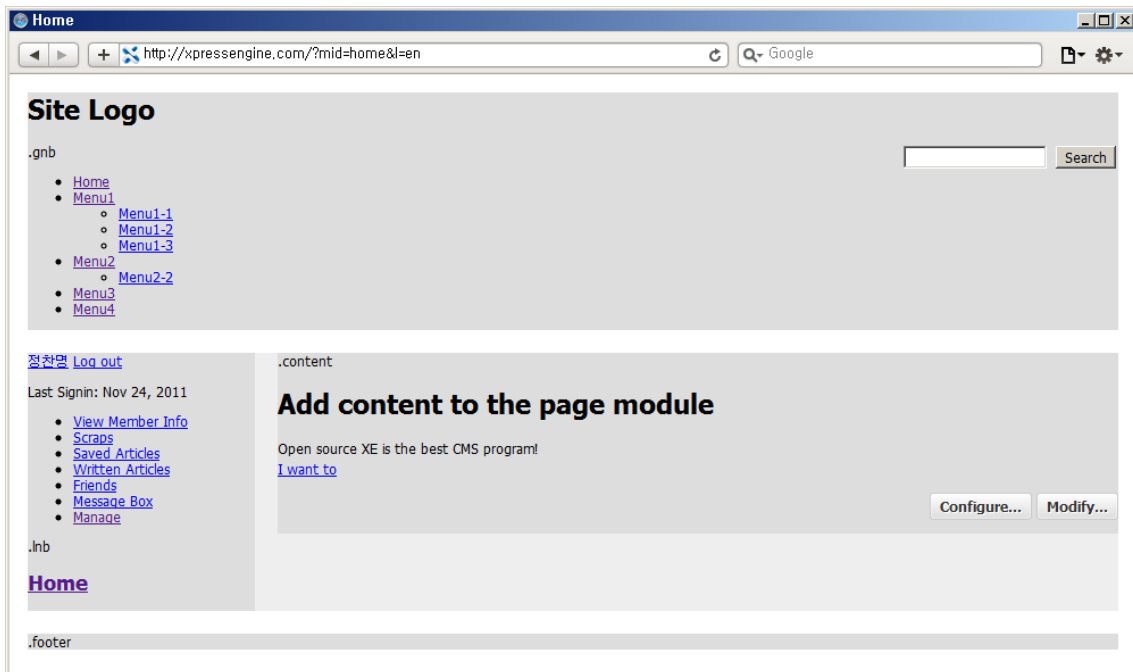 Home
http://xpressengine.com/?mid=home&l=en
Google
Site Logo
.gnb
Search
Home
Menu1
Menu1-1
Menu1-2
Menu1-3
Menu2
Menu2-2
Menu3
Menu4
정찬명 Log out
Last Signin: Nov 24, 2011
View Member Info
Scraps
Saved Articles
Written Articles
Friends
Message Box
Manage
.lnb
Home
.content
Add content to the page module
Open source XE is the best CMS program!
I want to
Configure... Modify...
.footer